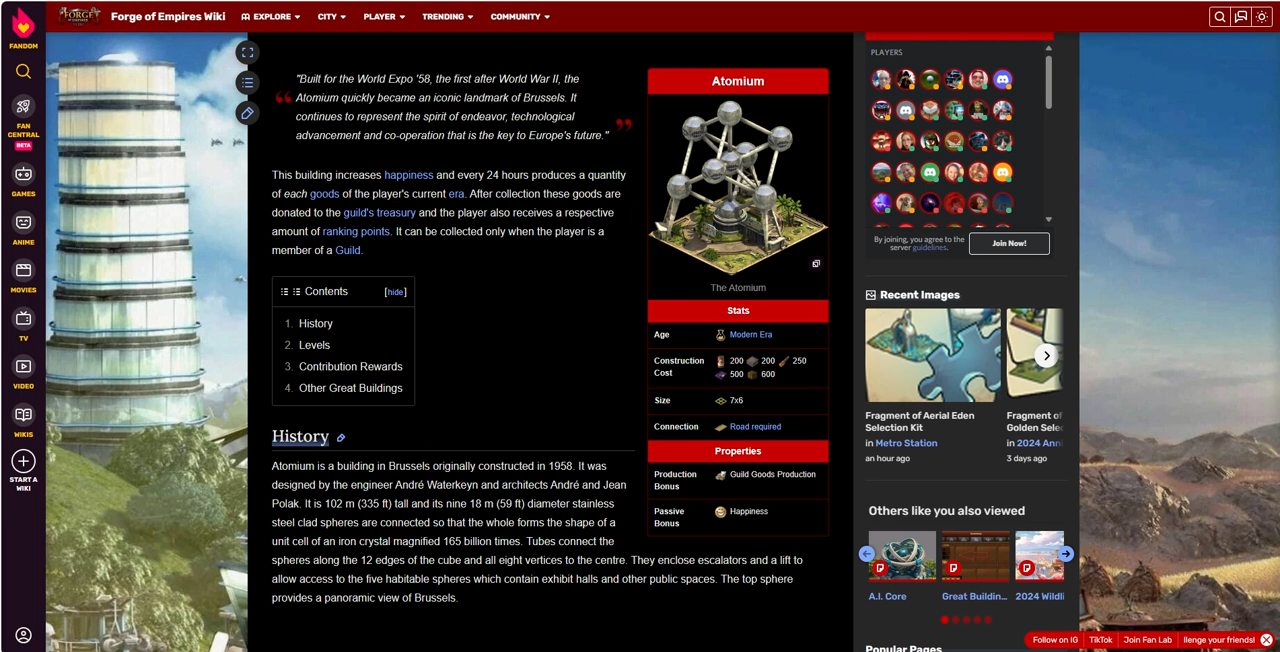 FORGE
Forge of Empires Wiki
EXPLORE
CITY
PLAYER
TRENDING
COMMUNITY
FANDOM
FAN
CENTRAL
BETA
GAMES
ANIME
MOVIES
TV
VIDEO
WIKIS
START A
WIKI
"Built for the World Expo '58, the first after World War II, the
Atomium quickly became an iconic landmark of Brussels. It
continues to represent the spirit of endeavor, technological
advancement and co-operation that is the key to Europe's future."
This building increases happiness and every 24 hours produces a quantity
of each goods of the player's current era. After collection these goods are
donated to the guild's treasury and the player also receives a respective
amount of ranking points. It can be collected only when the player is a
member of a Guild.
Contents [hide]
1. History
2. Levels
3. Contribution Rewards
4. Other Great Buildings
History
Atomium is a building in Brussels originally constructed in 1958. It was
designed by the engineer André Waterkeyn and architects André and Jean
Polak. It is 102 m (335 ft) tall and its nine 18 m (59 ft) diameter stainless
steel clad spheres are connected so that the whole forms the shape of a
unit cell of an iron crystal magnified 165 billion times. Tubes connect the
spheres along the 12 edges of the cube and all eight vertices to the centre. They enclose escalators and a lift to
allow access to the five habitable spheres which contain exhibit halls and other public spaces. The top sphere
provides a panoramic view of Brussels.
Atomium
The Atomium
Stats
Age Modern Era
Construction
Cost
200 200 250
500 600
Size 7x6
Connection Road required
Properties
Production
Bonus
Guild Goods Production
Passive
Bonus
Happiness
PLAYERS
By joining, you agree to the
server guidelines.
Join Now!
Recent Images
Fragment of Aerial Eden
Selection Kit
in Metro Station
an hour ago
Fragment of
Golden Selec
in 2024 Anni
3 days ago
Others like you also viewed
A.I. Core
Great Buildin...
2024 Wildli
Popular Pages
Follow on IG
TikTok
Join Fan Lab
llenge your friends!